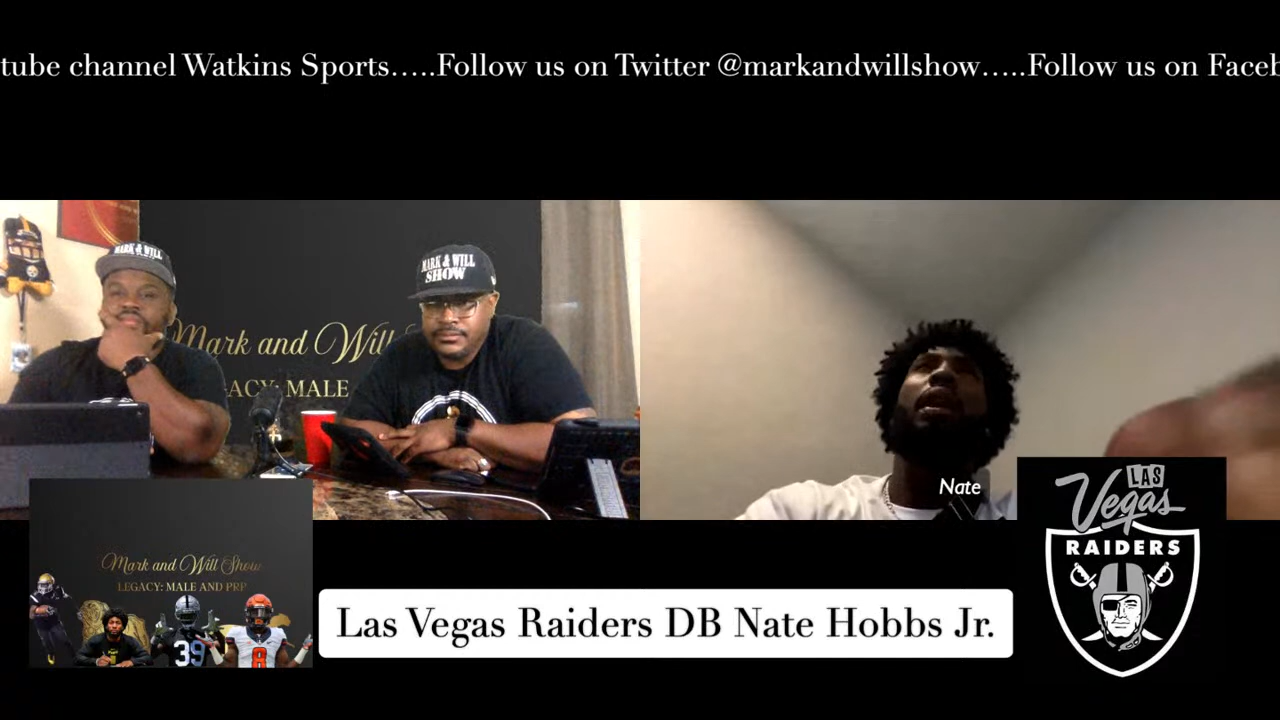 tube channel Watkins Sports.....Follow us on Twitter @markandwillshow.....Follow us on Faceb
MARK & WILL
MARK & WILL
SHOW
Mark and Will
LEGACY: MALE
Nate
LAS
Vegas
RAIDERS
Mark and Will Show
LEGACY: MALE AND PRP
39
8
Las Vegas Raiders DB Nate Hobbs Jr.